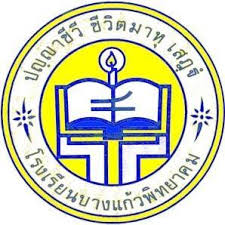 ปญฺญาชีวี ชีวิตมาหุ เสฏฺฐํ
โรงเรียนบางแก้วพิทยาคม